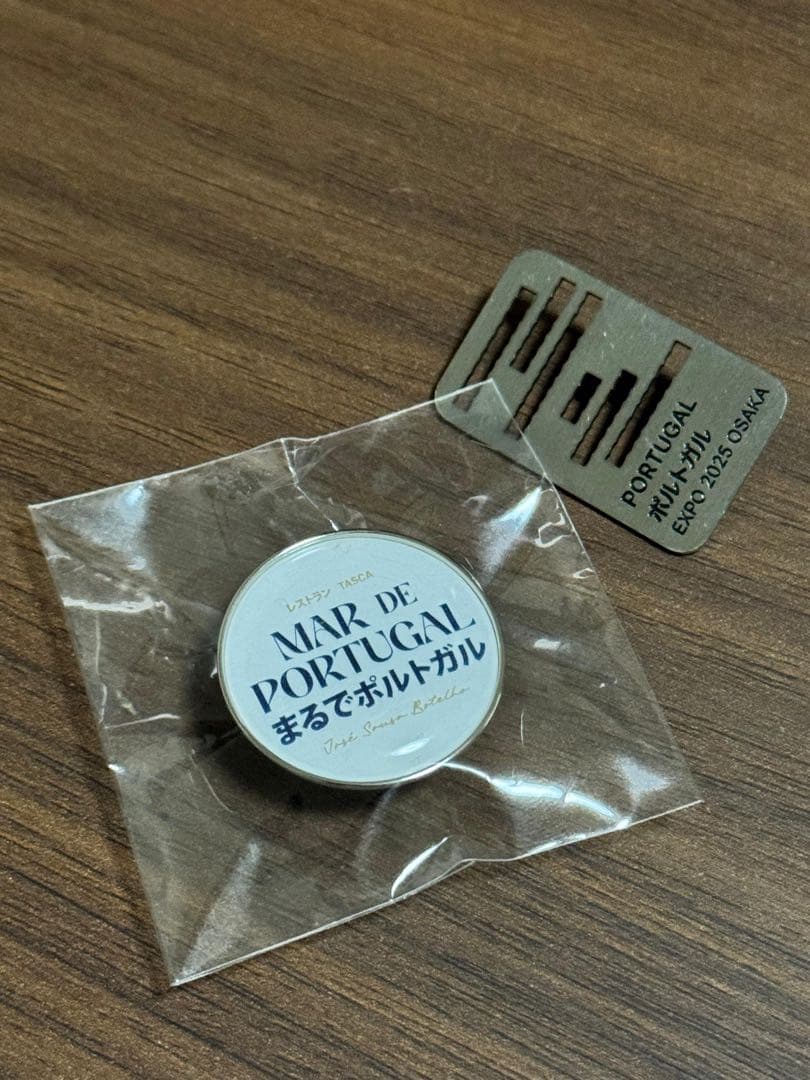 レストラン TASCA
MAR DE
PORTUGAL
まるでポルトガル
José Sousa Botelho
PORTUGAL
ポルトガル
EXPO 2025 OSAKA